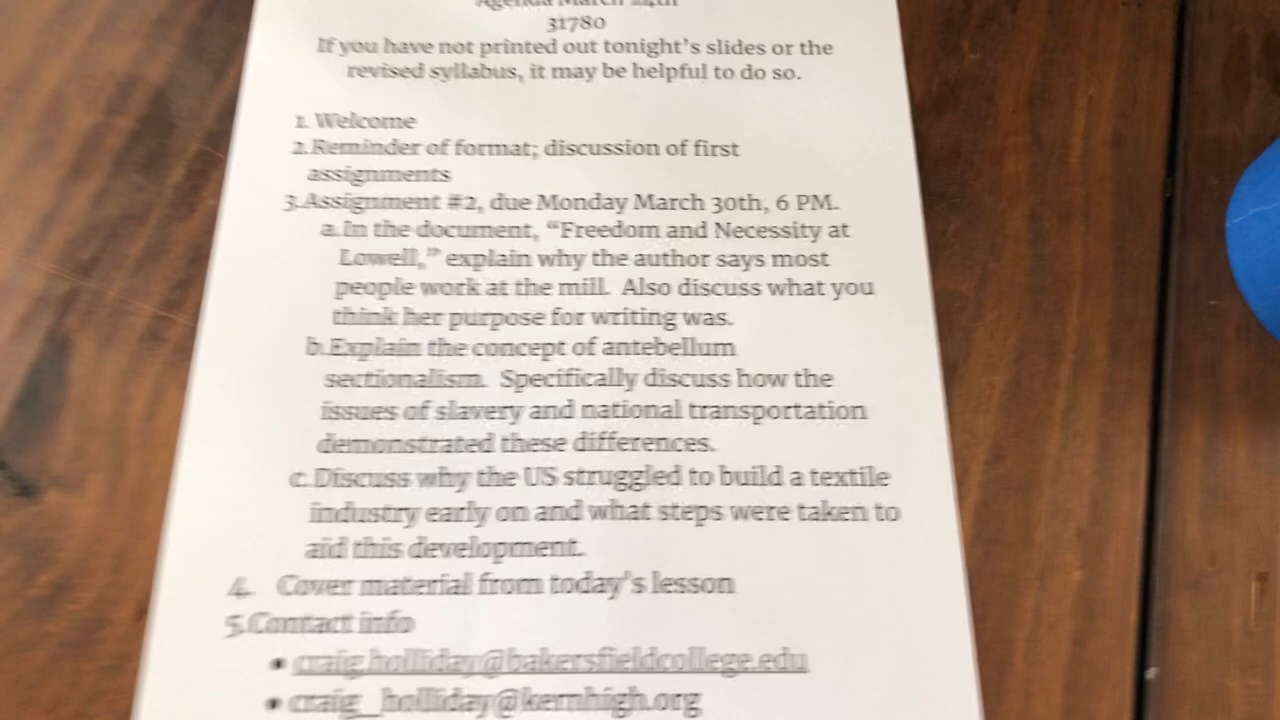 Agenda March 24th
31780
If you have not printed out tonight's slides or the
revised syllabus, it may be helpful to do so.
1. Welcome
2.Reminder of format; discussion of first
assignments
3.Assignment #2, due Monday March 30th, 6 PM.
a. In the document, “Freedom and Necessity at
Lowell,” explain why the author says most
people work at the mill. Also discuss what you
think her purpose for writing was.
b.Explain the concept of antebellum
sectionalism. Specifically discuss how the
issues of slavery and national transportation
demonstrated these differences.
c.Discuss why the US struggled to build a textile
industry early on and what steps were taken to
aid this development.
4. Cover material from today's lesson
5.Contact info
• craig.holliday@bakersfieldcollege.edu
• craig_holliday@kernhigh.org